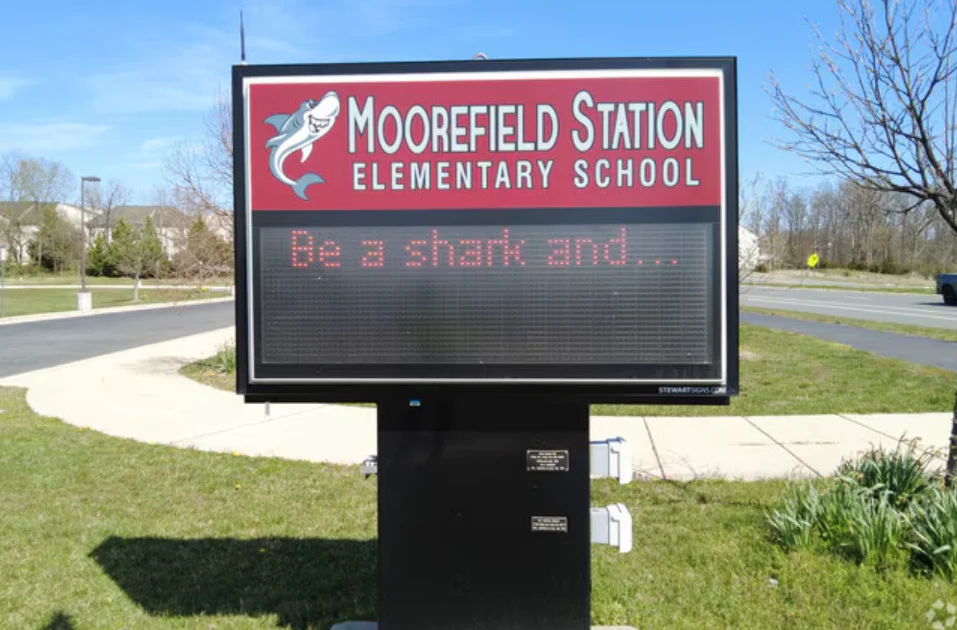 MOOREFIELD STATION
ELEMENTARY SCHOOL
Be a shark and...
STEWARTSIGNS.COM